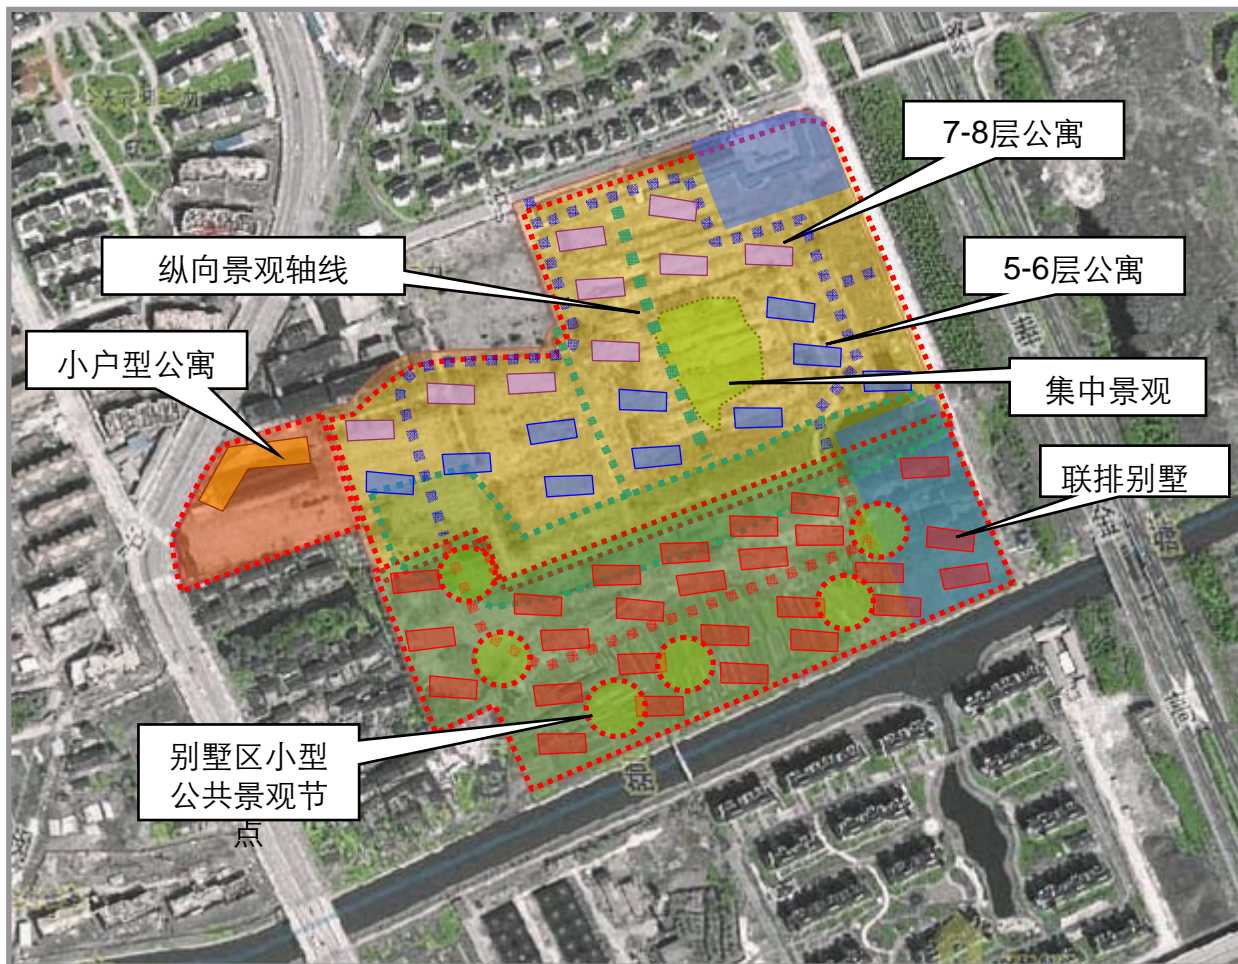 7-8层公寓
纵向景观轴线
5-6层公寓
小户型公寓
集中景观
联排别墅
别墅区小型
公共景观节
点